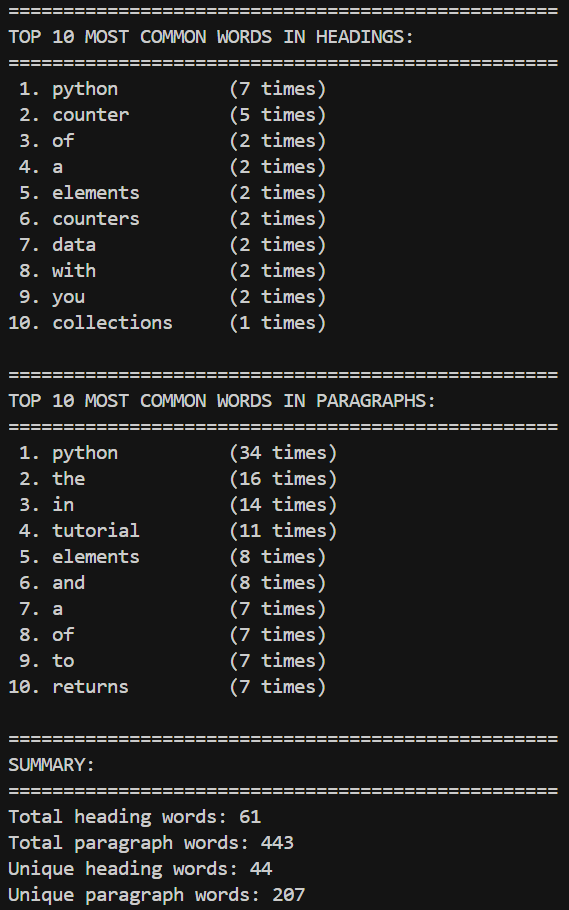 ==================================================
TOP 10 MOST COMMON WORDS IN HEADINGS:
==================================================
 1. python          (7 times)
 2. counter         (5 times)
 3. of              (2 times)
 4. a               (2 times)
 5. elements        (2 times)
 6. counters        (2 times)
 7. data            (2 times)
 8. with            (2 times)
 9. you             (2 times)
10. collections     (1 times)

==================================================
TOP 10 MOST COMMON WORDS IN PARAGRAPHS:
==================================================
 1. python          (34 times)
 2. the             (16 times)
 3. in              (14 times)
 4. tutorial        (11 times)
 5. elements        (8 times)
 6. and             (8 times)
 7. a               (7 times)
 8. of              (7 times)
 9. to              (7 times)
10. returns         (7 times)

==================================================
SUMMARY:
==================================================
Total heading words: 61
Total paragraph words: 443
Unique heading words: 44
Unique paragraph words: 207